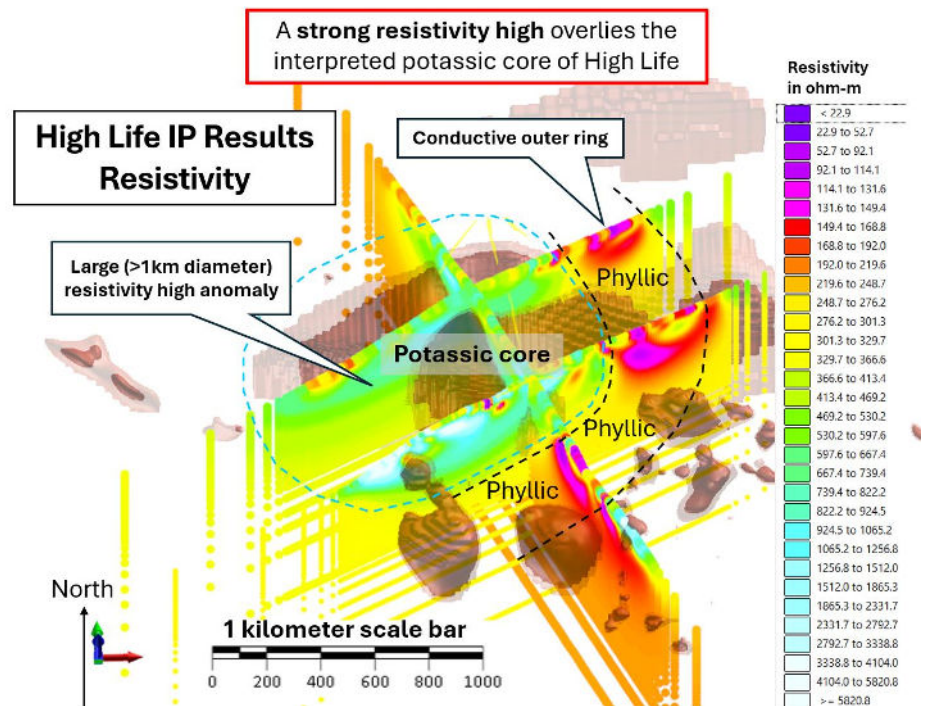 A strong resistivity high overlies the
interpreted potassic core of High Life
High Life IP Results
Resistivity
Conductive outer ring
Large (>1km diameter)
resistivity high anomaly
Potassic core
Phyllic
Phyllic
Phyllic
North
1 kilometer scale bar
0 200 400 600 800 1000
Resistivity
in ohm-m
< 22.9
22.9 to 52.7
52.7 to 92.1
92.1 to 114.1
114.1 to 131.6
131.6 to 149.4
149.4 to 168.8
168.8 to 192.0
192.0 to 219.6
219.6 to 248.7
248.7 to 276.2
276.2 to 301.3
301.3 to 329.7
329.7 to 366.6
366.6 to 413.4
413.4 to 469.2
469.2 to 530.2
530.2 to 597.6
597.6 to 667.4
667.4 to 739.4
739.4 to 822.2
822.2 to 924.5
924.5 to 1065.2
1065.2 to 1256.8
1256.8 to 1512.0
1512.0 to 1865.3
1865.3 to 2331.7
2331.7 to 2792.7
2792.7 to 3338.8
3338.8 to 4104.0
4104.0 to 5820.8
>= 5820.8